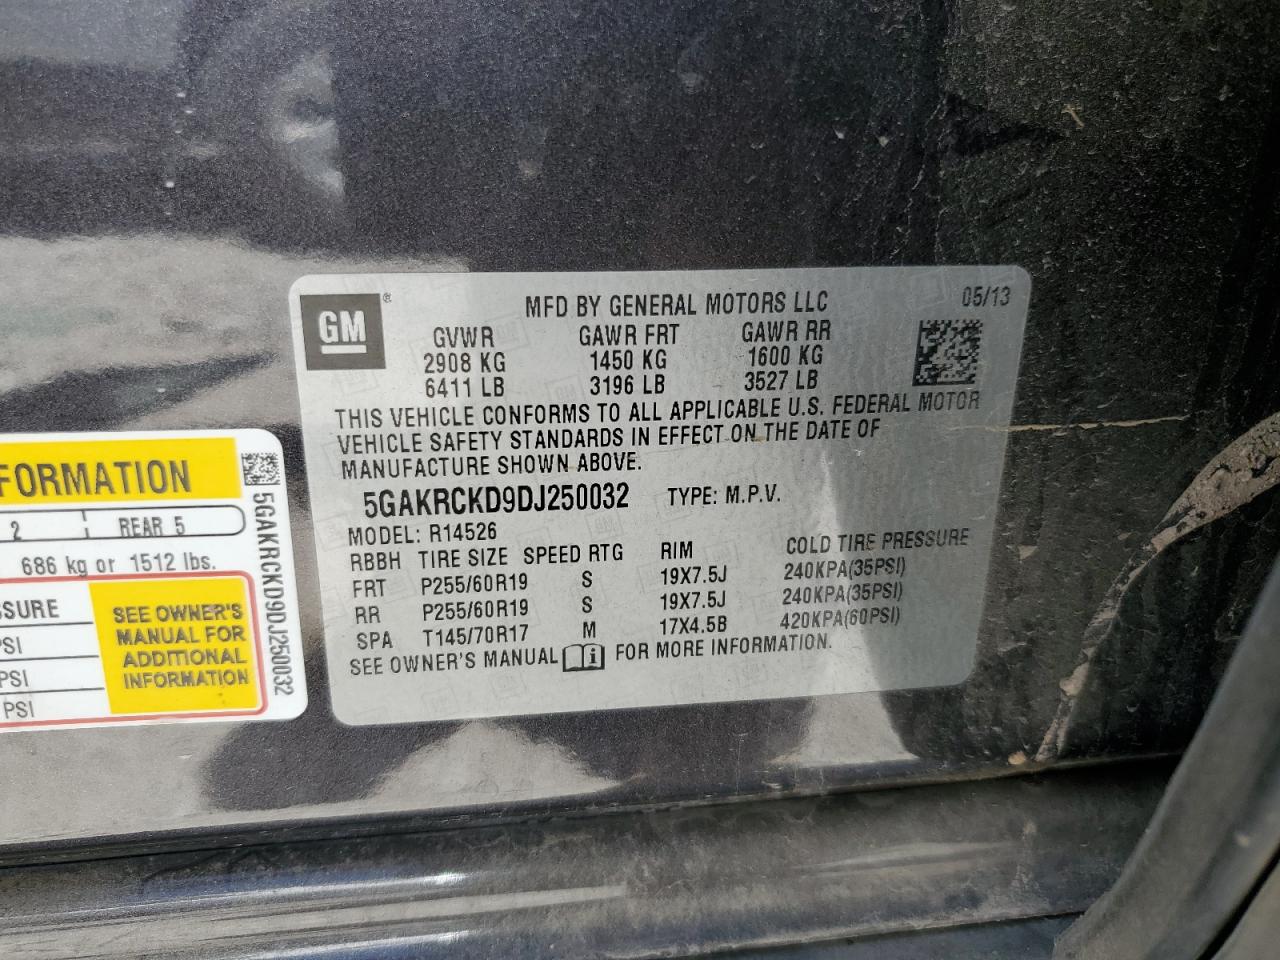 GM ®
MFD BY GENERAL MOTORS LLC 05/13
GVWR GAWR FRT GAWR RR
2908 KG 1450 KG 1600 KG
6411 LB 3196 LB 3527 LB
THIS VEHICLE CONFORMS TO ALL APPLICABLE U.S. FEDERAL MOTOR
VEHICLE SAFETY STANDARDS IN EFFECT ON THE DATE OF
MANUFACTURE SHOWN ABOVE.
5GAKRCKD9DJ250032 TYPE: M.P.V.
MODEL: R14526
RBBH TIRE SIZE SPEED RTG RIM COLD TIRE PRESSURE
FRT P255/60R19 S 19X7.5J 240KPA(35PSI)
RR P255/60R19 S 19X7.5J 240KPA(35PSI)
SPA T145/70R17 M 17X4.5B 420KPA(60PSI)
SEE OWNER'S MANUAL i FOR MORE INFORMATION.
FORMATION
2 REAR 5
686 kg or 1512 lbs.
SSURE
PSI
PSI
PSI
SEE OWNER'S
MANUAL FOR
ADDITIONAL
INFORMATION
5GAKRCKD9DJ250032